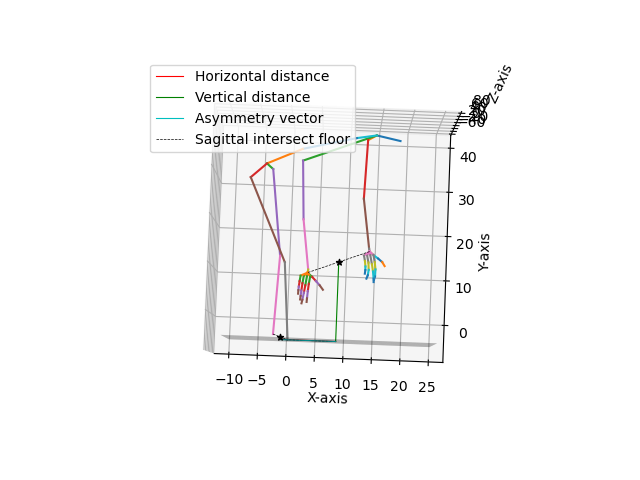 Horizontal distance
Vertical distance
Asymmetry vector
Sagittal intersect floor
Z-axis
40
30
20
10
0
Y-axis
−10 −5 0 5 10 15 20 25
X-axis